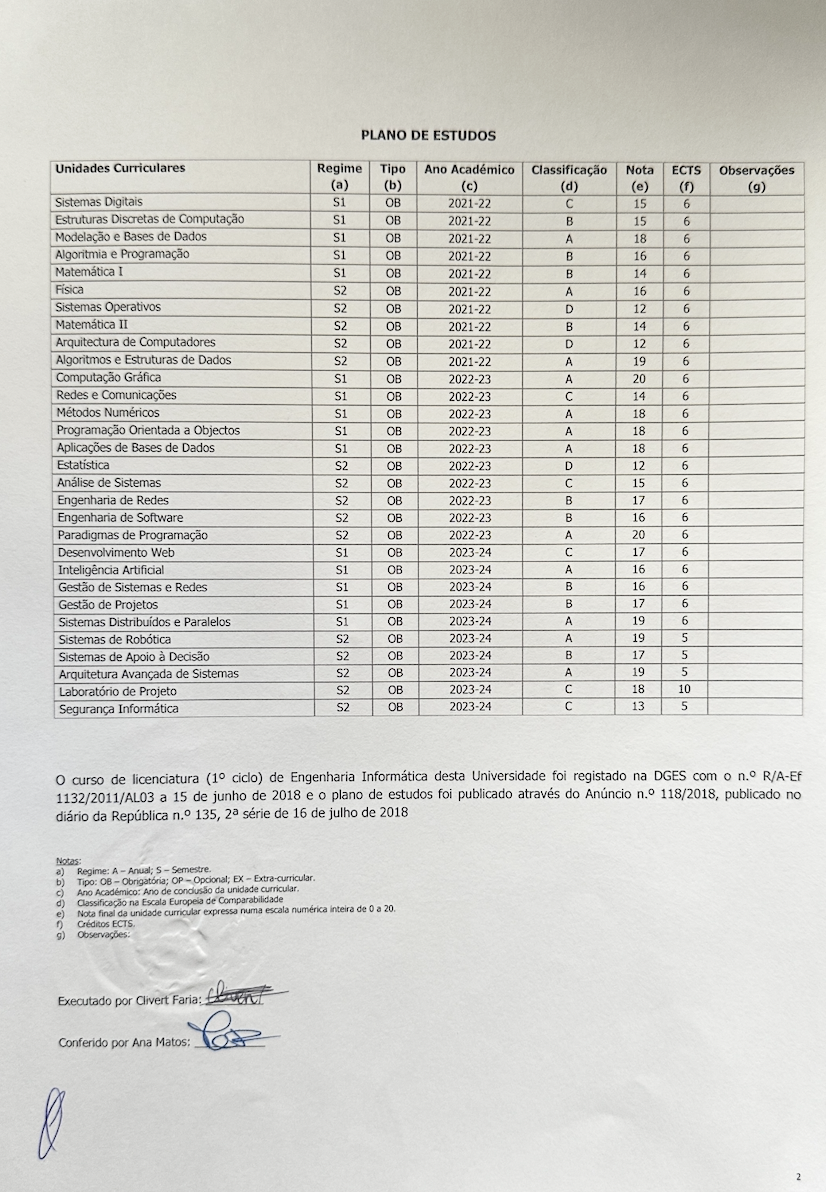 PLANO DE ESTUDOS
Unidades Curriculares Regime Tipo Ano Académico Classificação Nota ECTS Observações
(a) (b) (c) (d) (e) (f) (g)
Sistemas Digitais S1 OB 2021-22 C 15 6
Estruturas Discretas de Computação S1 OB 2021-22 B 15 6
Modelação e Bases de Dados S1 OB 2021-22 A 18 6
Algoritmia e Programação S1 OB 2021-22 B 16 6
Matemática I S1 OB 2021-22 B 14 6
Física S2 OB 2021-22 A 16 6
Sistemas Operativos S2 OB 2021-22 D 12 6
Matemática II S2 OB 2021-22 B 14 6
Arquitectura de Computadores S2 OB 2021-22 D 12 6
Algoritmos e Estruturas de Dados S2 OB 2021-22 A 19 6
Computação Gráfica S1 OB 2022-23 A 20 6
Redes e Comunicações S1 OB 2022-23 C 14 6
Métodos Numéricos S1 OB 2022-23 A 18 6
Programação Orientada a Objectos S1 OB 2022-23 A 18 6
Aplicações de Bases de Dados S1 OB 2022-23 A 18 6
Estatística S2 OB 2022-23 D 12 6
Análise de Sistemas S2 OB 2022-23 C 15 6
Engenharia de Redes S2 OB 2022-23 B 17 6
Engenharia de Software S2 OB 2022-23 B 16 6
Paradigmas de Programação S2 OB 2022-23 A 20 6
Desenvolvimento Web S1 OB 2023-24 C 17 6
Inteligência Artificial S1 OB 2023-24 A 16 6
Gestão de Sistemas e Redes S1 OB 2023-24 B 16 6
Gestão de Projetos S1 OB 2023-24 B 17 6
Sistemas Distribuídos e Paralelos S1 OB 2023-24 A 19 6
Sistemas de Robótica S2 OB 2023-24 A 19 5
Sistemas de Apoio à Decisão S2 OB 2023-24 B 17 5
Arquitetura Avançada de Sistemas S2 OB 2023-24 A 19 5
Laboratório de Projeto S2 OB 2023-24 C 18 10
Segurança Informática S2 OB 2023-24 C 13 5
O curso de licenciatura (1º ciclo) de Engenharia Informática desta Universidade foi registado na DGES com o n.º R/A-Ef
1132/2011/AL03 a 15 de junho de 2018 e o plano de estudos foi publicado através do Anúncio n.º 118/2018, publicado no
diário da República n.º 135, 2ª série de 16 de julho de 2018
Notas:
a) Regime: A – Anual; S – Semestre.
b) Tipo: OB – Obrigatória; OP – Opcional; EX – Extra-curricular.
c) Ano Académico: Ano de conclusão da unidade curricular.
d) Classificação na Escala Europeia de Comparabilidade
e) Nota final da unidade curricular expressa numa escala numérica inteira de 0 a 20.
f) Créditos ECTS.
g) Observações:
Executado por Clivert Faria:
Conferido por Ana Matos:
2